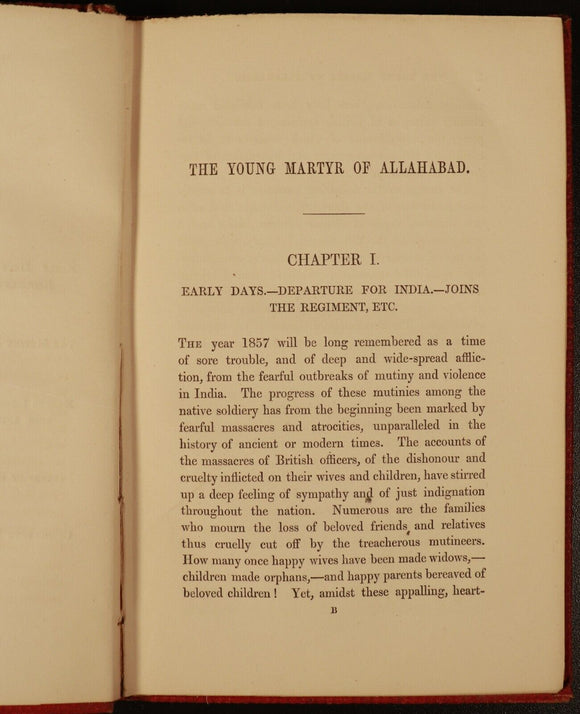 THE YOUNG MARTYR OF ALLAHABAD.
CHAPTER I.
EARLY DAYS.—DEPARTURE FOR INDIA.—JOINS
THE REGIMENT, ETC.
THE year 1857 will be long remembered as a time
of sore trouble, and of deep and wide-spread afflic-
tion, from the fearful outbreaks of mutiny and violence
in India. The progress of these mutinies among the
native soldiery has from the beginning been marked by
fearful massacres and atrocities, unparalleled in the
history of ancient or modern times. The accounts of
the massacres of British officers, of the dishonour and
cruelty inflicted on their wives and children, have stirred
up a deep feeling of sympathy and of just indignation
throughout the nation. Numerous are the families
who mourn the loss of beloved friends and relatives
thus cruelly cut off by the treacherous mutineers.
How many once happy wives have been made widows,—
children made orphans,—and happy parents bereaved of
beloved children! Yet, amidst these appalling, heart-
B